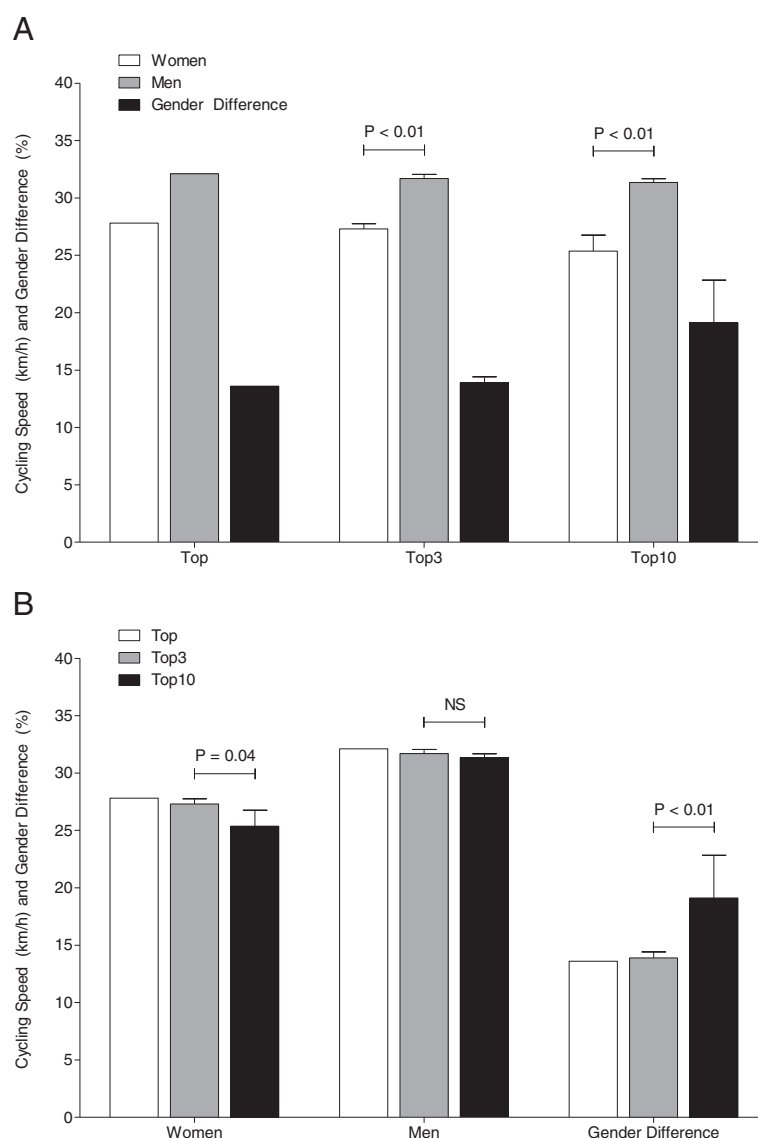 A
Women
Men
Gender Difference
Cycling Speed (km/h) and Gender Difference (%)
40
35
30
25
20
15
10
5
0
P < 0.01
P < 0.01
Top
Top3
Top10
B
Top
Top3
Top10
Cycling Speed (km/h) and Gender Difference (%)
40
35
30
25
20
15
10
5
0
P = 0.04
NS
P < 0.01
Women
Men
Gender Difference